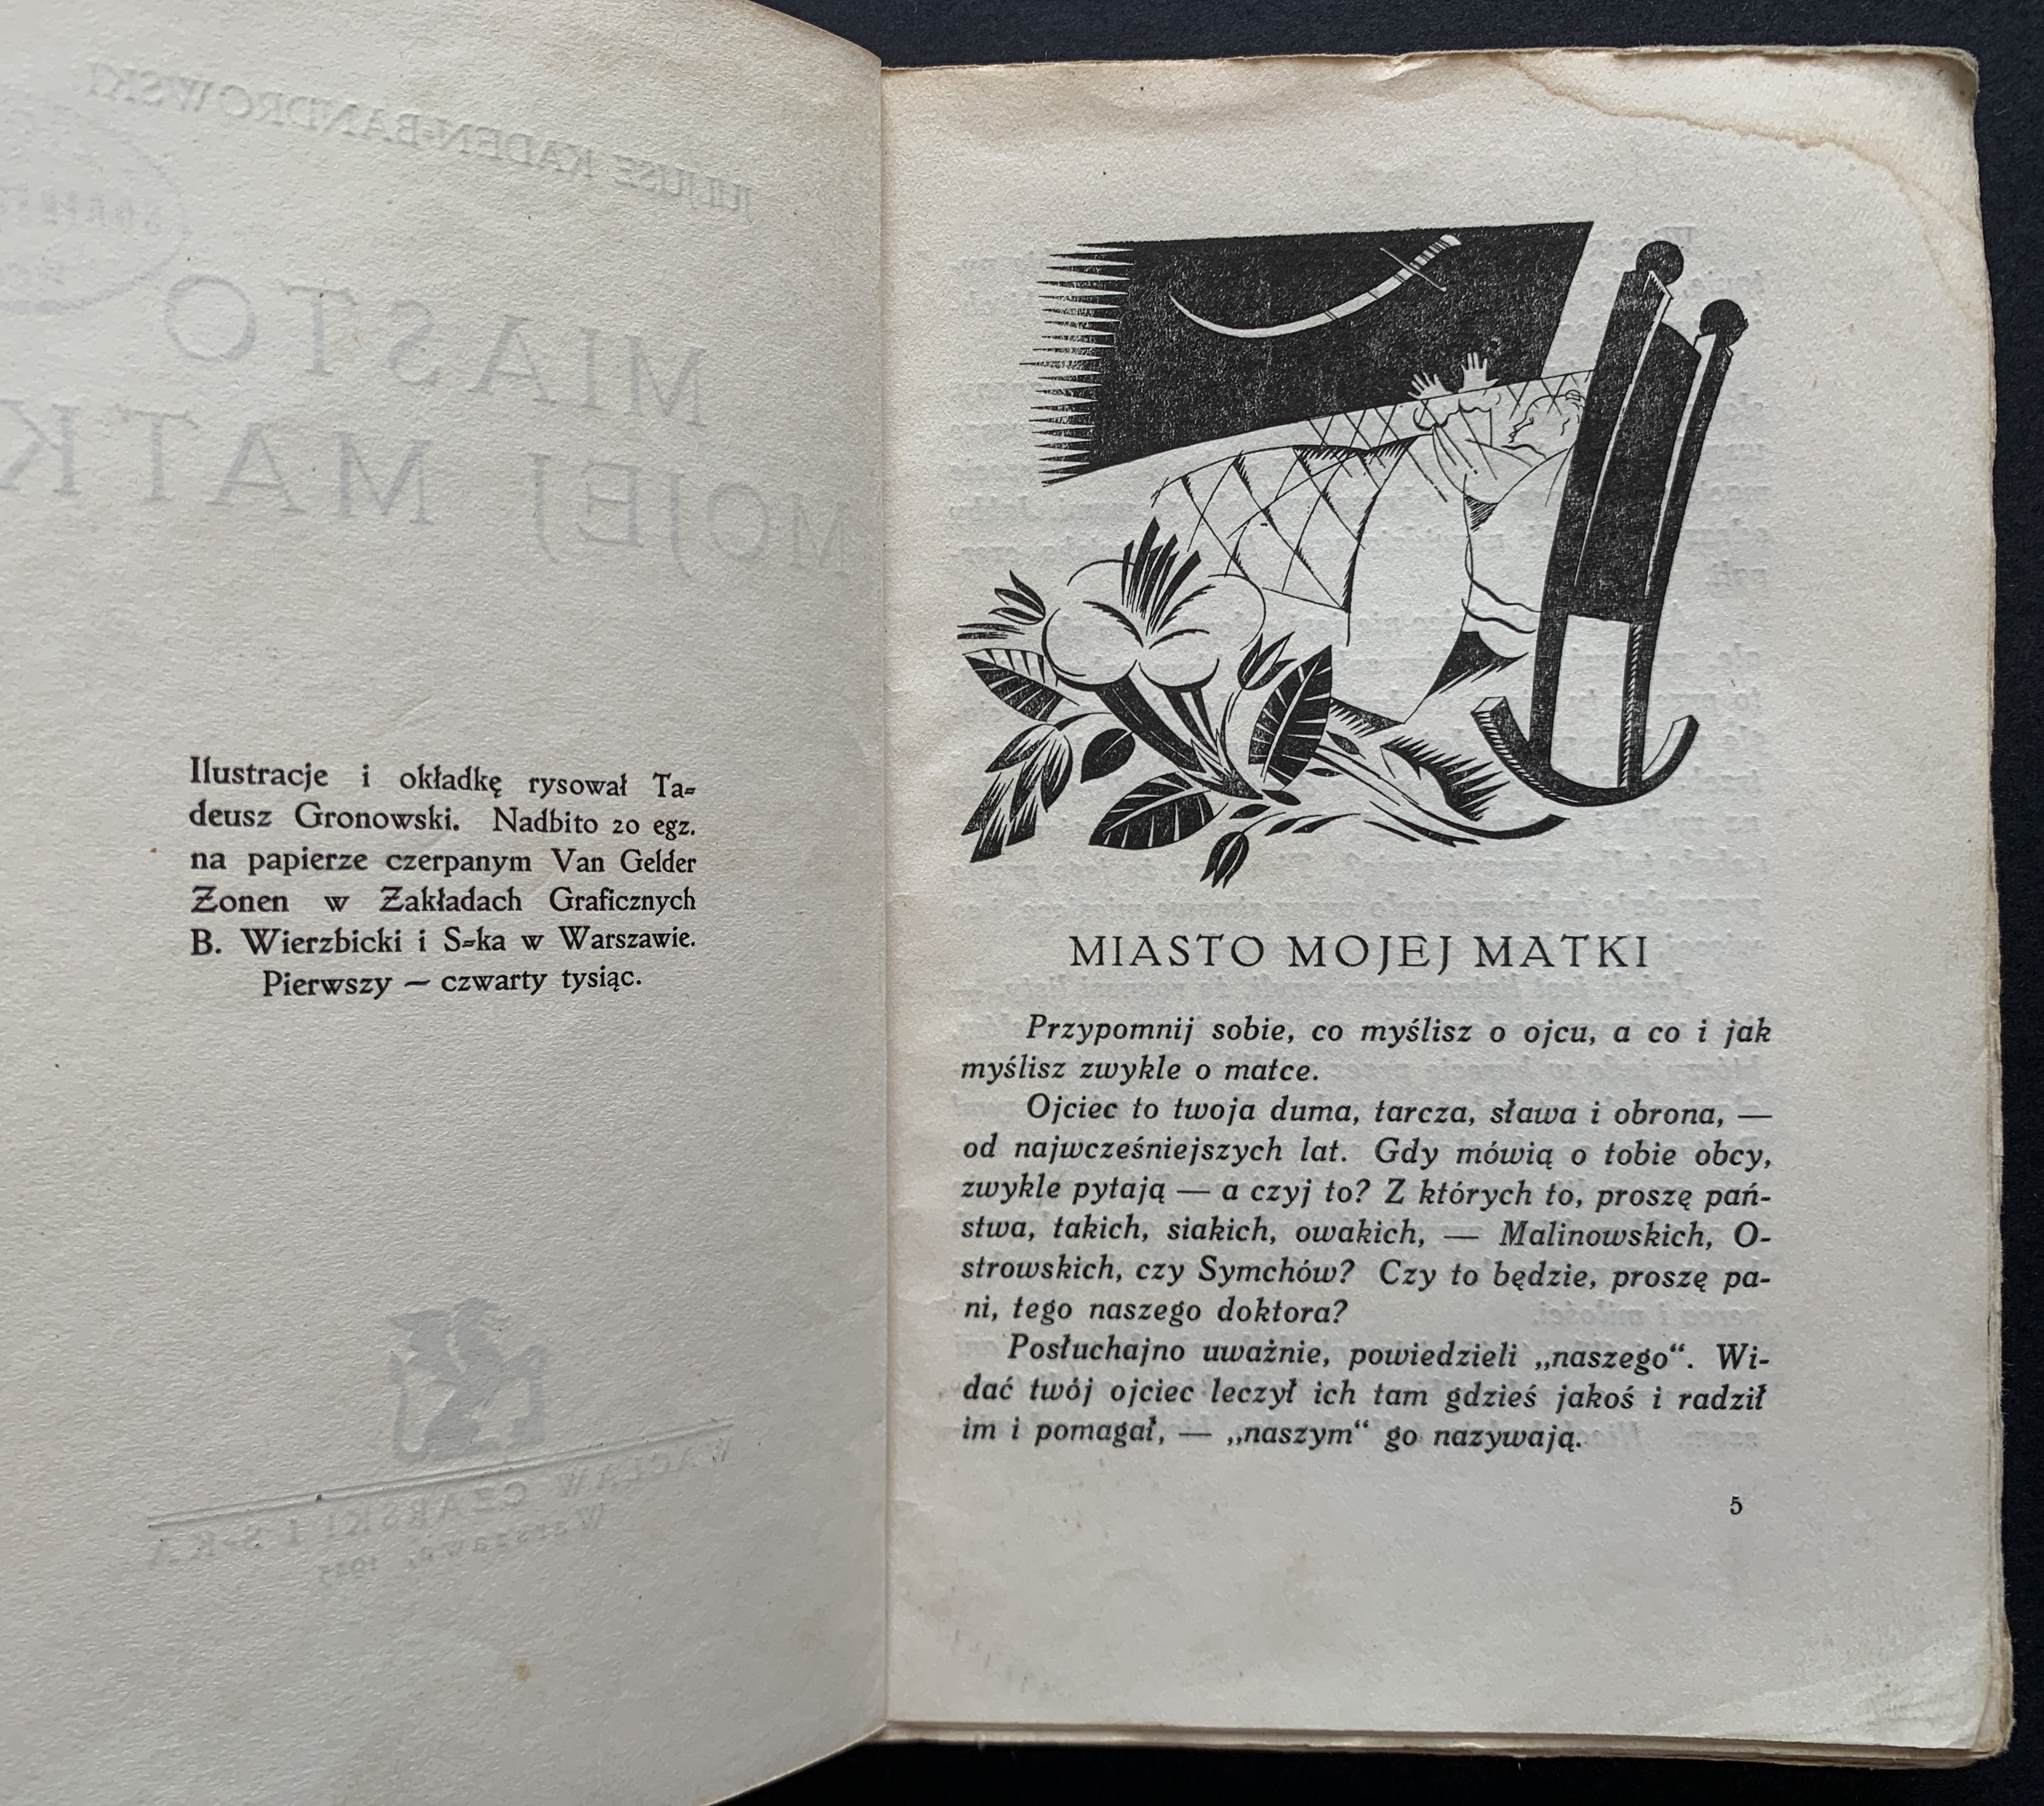 Ilustracje i okładkę rysował Ta-
deusz Gronowski. Nadbito 20 egz.
na papierze czerpanym Van Gelder
Zonen w Zakładach Graficznych
B. Wierzbicki i S-ka w Warszawie.
Pierwszy — czwarty tysiąc.
MIASTO MOJEJ MATKI
Przypomnij sobie, co myślisz o ojcu, a co i jak
myślisz zwykle o matce.
Ojciec to twoja duma, tarcza, sława i obrona, —
od najwcześniejszych lat. Gdy mówią o tobie obcy,
zwykle pytają — a czyj to? Z których to, proszę pań-
stwa, takich, siakich, owakich, — Malinowskich, O-
strowskich, czy Symchów? Czy to będzie, proszę pa-
ni, tego naszego doktora?
Posłuchajno uważnie, powiedzieli „naszego“. Wi-
dać twój ojciec leczył ich tam gdzieś jakoś i radził
im i pomagał, — „naszym“ go nazywają.
5